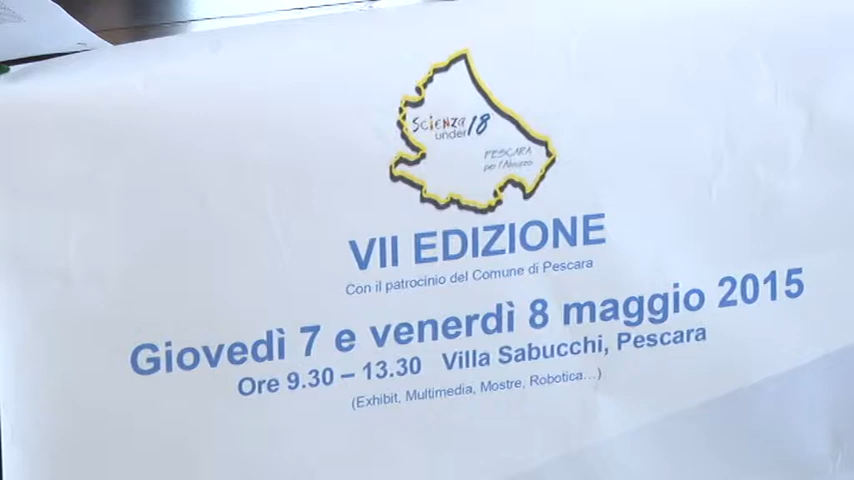 Scienza
under 18
PESCARA
per l'Abruzzo
VII EDIZIONE
Con il patrocinio del Comune di Pescara
Giovedì 7 e venerdì 8 maggio 2015
Ore 9.30 – 13.30 Villa Sabucchi, Pescara
(Exhibit, Multimedia, Mostre, Robotica...)